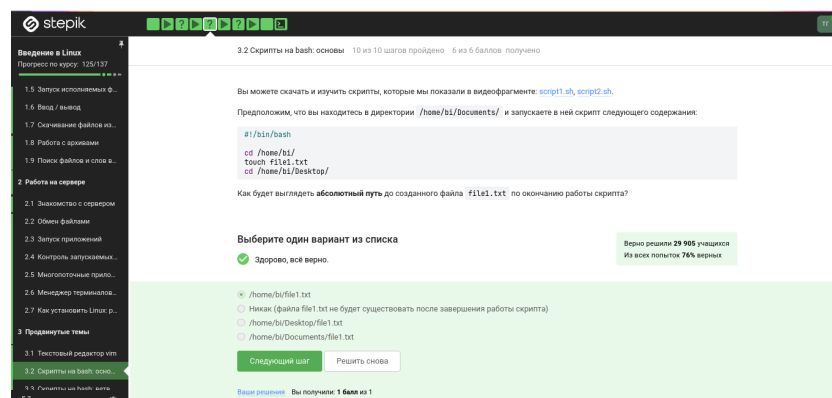 stepik
ТГ
Введение в Linux
Прогресс по курсу: 125/137
1.5 Запуск исполняемых ф...
1.6 Ввод / вывод
1.7 Скачивание файлов из...
1.8 Работа с архивами
1.9 Поиск файлов и слов в...
2 Работа на сервере
2.1 Знакомство с сервером
2.2 Обмен файлами
2.3 Запуск приложений
2.4 Контроль запускаемых...
2.5 Многопоточные прило...
2.6 Менеджер терминалов...
2.7 Как установить Linux: р...
3 Продвинутые темы
3.1 Текстовый редактор vim
3.2 Скрипты на bash: осно...
3.3 Скрипты на bash: ветв...
3.2 Скрипты на bash: основы 10 из 10 шагов пройдено 6 из 6 баллов получено
Вы можете скачать и изучить скрипты, которые мы показали в видеофрагменте: script1.sh, script2.sh.
Предположим, что вы находитесь в директории /home/bi/Documents/ и запускаете в ней скрипт следующего содержания:
#!/bin/bash
cd /home/bi/
touch file1.txt
cd /home/bi/Desktop/
Как будет выглядеть абсолютный путь до созданного файла file1.txt по окончанию работы скрипта?
Выберите один вариант из списка
Здорово, всё верно.
Верно решили 29 905 учащихся
Из всех попыток 76% верных
/home/bi/file1.txt
Никак (файла file1.txt не будет существовать после завершения работы скрипта)
/home/bi/Desktop/file1.txt
/home/bi/Documents/file1.txt
Следующий шаг
Решить снова
Ваши решения Вы получили: 1 балл из 1